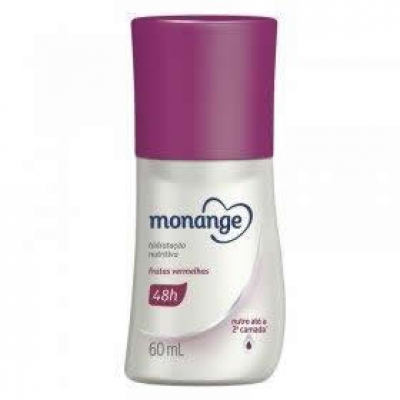 monange
hidratação
nutritiva
frutas vermelhas
48h
nutre até a
2ª camada*
60 mL